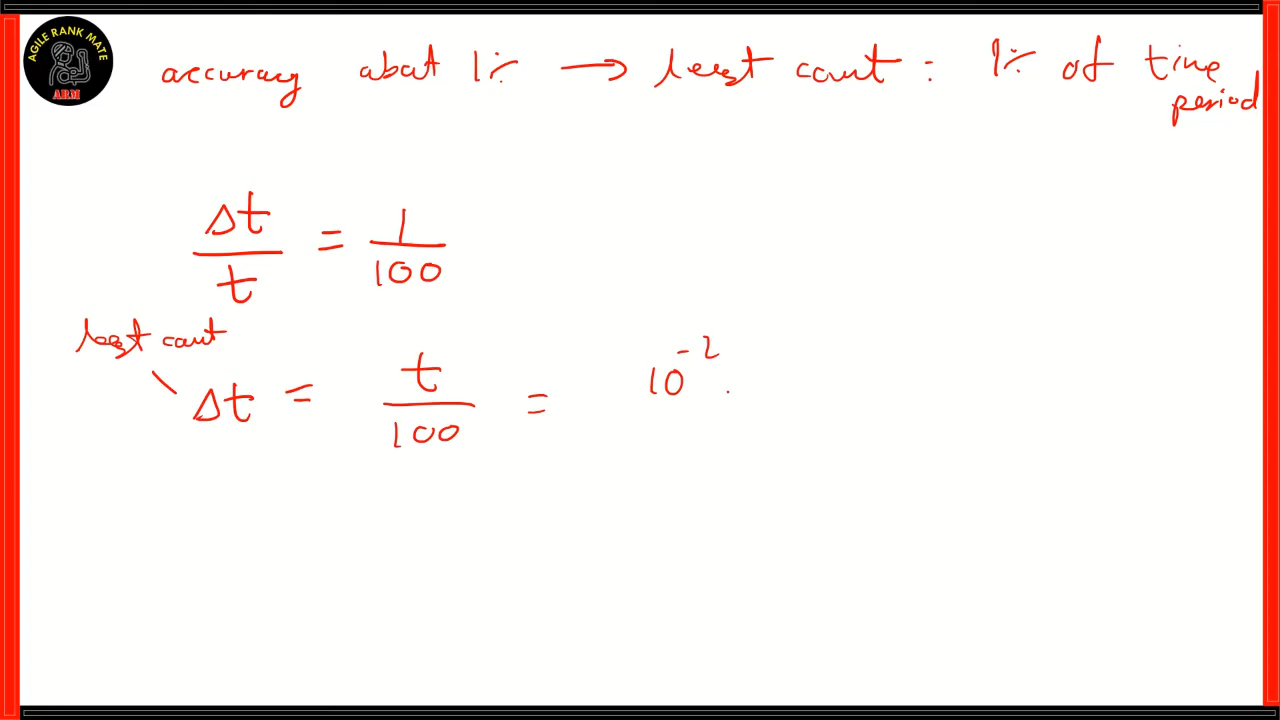 AGILE RANK MATE
ARM
accuracy about 1% → least count : 1% of time
period
Δt/t = 1/100
least count
Δt = t/100 = 10⁻² .